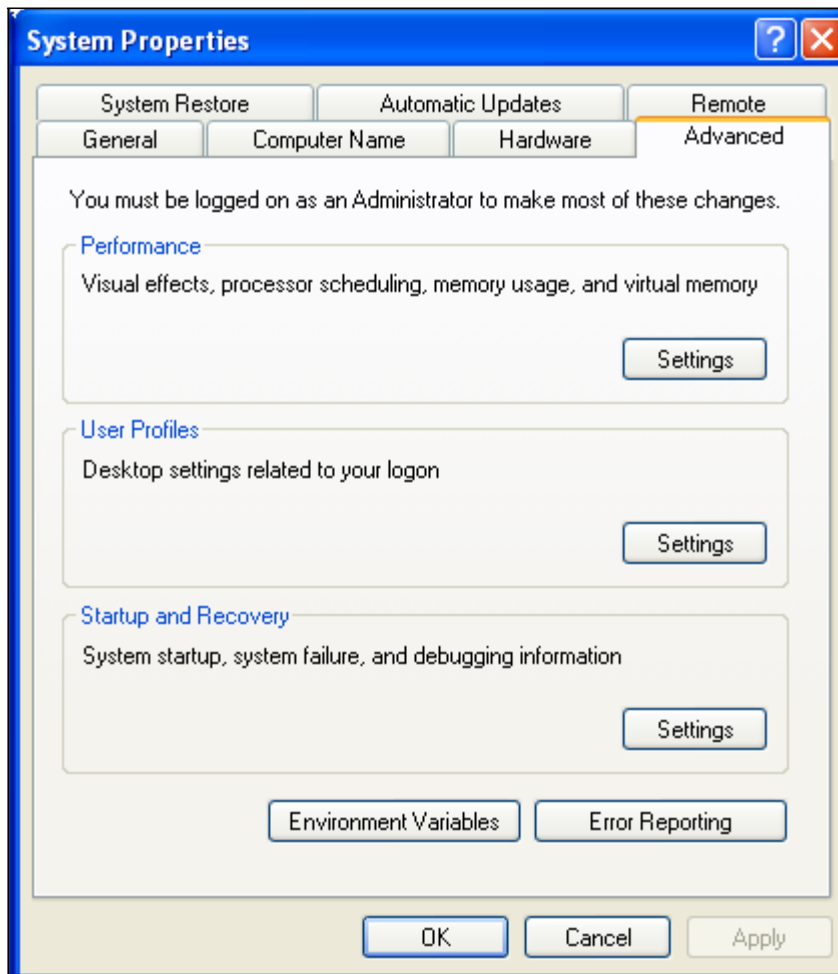 System Properties
System Restore Automatic Updates Remote
General Computer Name Hardware Advanced
You must be logged on as an Administrator to make most of these changes.
Performance
Visual effects, processor scheduling, memory usage, and virtual memory
Settings
User Profiles
Desktop settings related to your logon
Settings
Startup and Recovery
System startup, system failure, and debugging information
Settings
Environment Variables Error Reporting
OK Cancel Apply